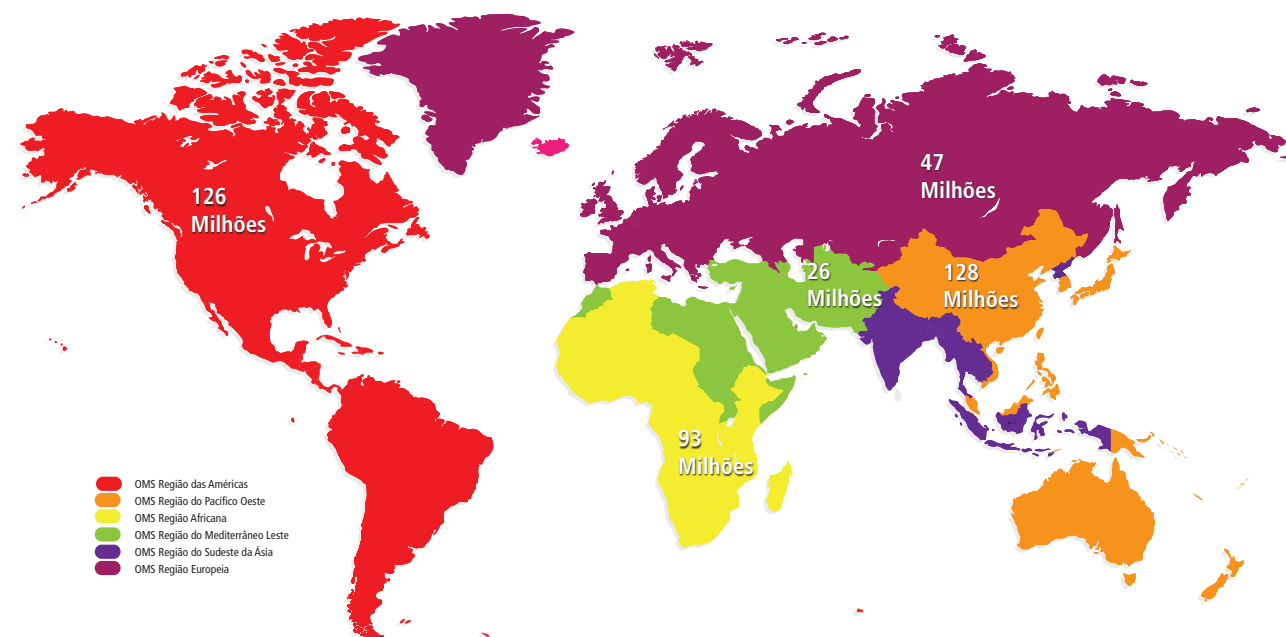 126
Milhões
47
Milhões
26
Milhões
128
Milhões
93
Milhões
OMS Região das Américas
OMS Região do Pacífico Oeste
OMS Região Africana
OMS Região do Mediterrâneo Leste
OMS Região do Sudeste da Ásia
OMS Região Europeia